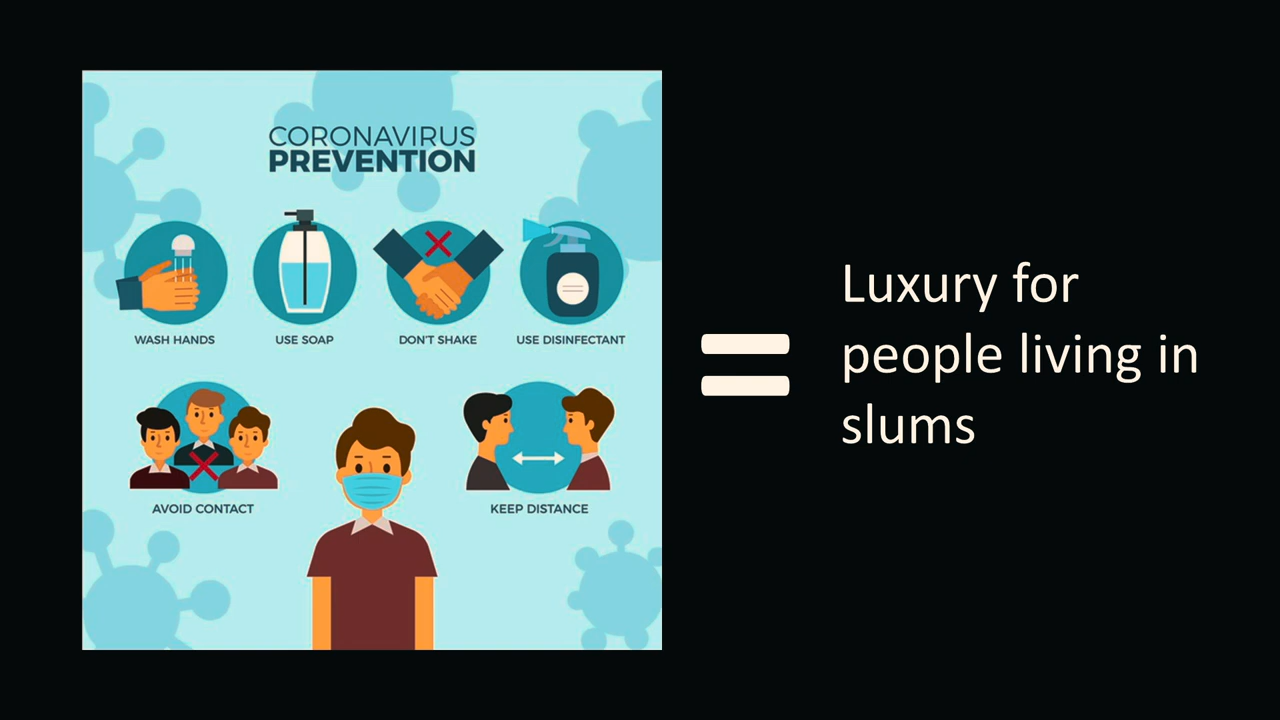 CORONAVIRUS
PREVENTION
WASH HANDS
USE SOAP
DON'T SHAKE
USE DISINFECTANT
AVOID CONTACT
KEEP DISTANCE
=
Luxury for
people living in
slums